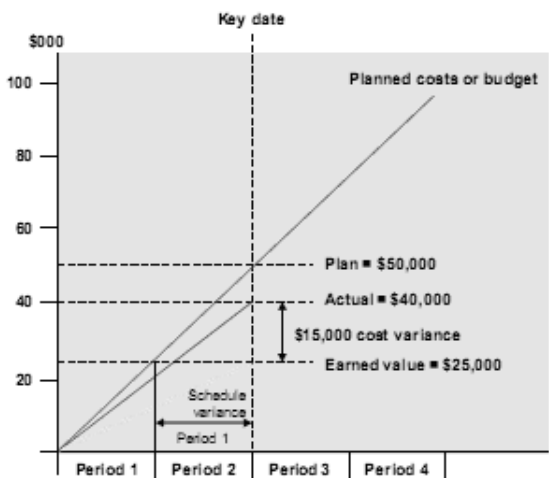 Key date
$000
100
Planned costs or budget
80
60
Plan = $50,000
40
Actual = $40,000
$15,000 cost variance
Earned value = $25,000
20
Schedule
variance
Period 1
Period 1 Period 2 Period 3 Period 4